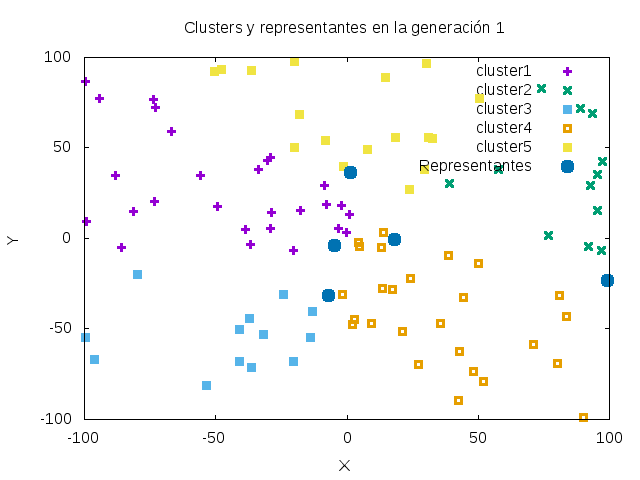 Clusters y representantes en la generación 1
100
50
0
-50
-100
-100
-50
0
50
100
Y
X
cluster1
cluster2
cluster3
cluster4
cluster5
Representantes